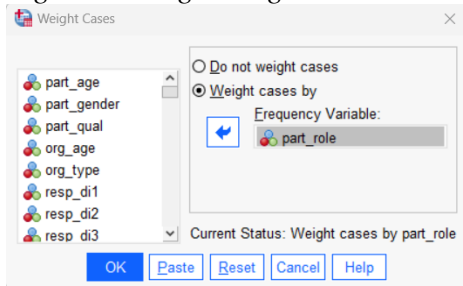 Weight Cases
part_age
part_gender
part_qual
org_age
org_type
resp_di1
resp_di2
resp_di3
Do not weight cases
Weight cases by
Frequency Variable:
part_role
Current Status: Weight cases by part_role
OK Paste Reset Cancel Help